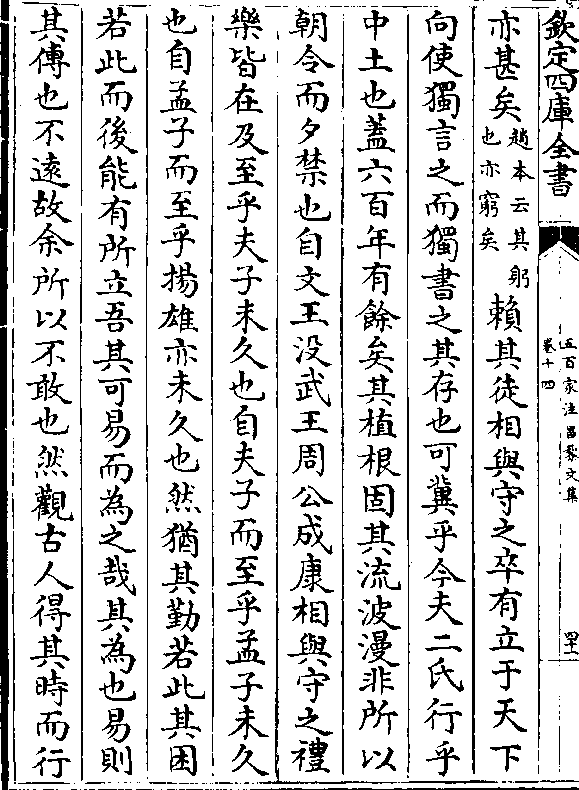 欽定四庫全書
五百家注昌黎文集
卷十四
亦甚矣趙本云其躬也亦窮矣賴其徒相與守之卒有立于天下
向使獨言之而獨書之其存也可冀乎今夫二氏行乎
中土也蓋六百年有餘矣其植根固其流波漫非所以
朝令而夕禁也自文王没武王周公成康相與守之禮
樂皆在及至乎夫子未久也自夫子而至乎孟子未久
也自孟子而至乎揚雄亦未久也然猶其勤若此其困
若此而後能有所立吾其可易而為之哉其為也易則
其傳也不遠故余所以不敢也然觀古人得其時而行